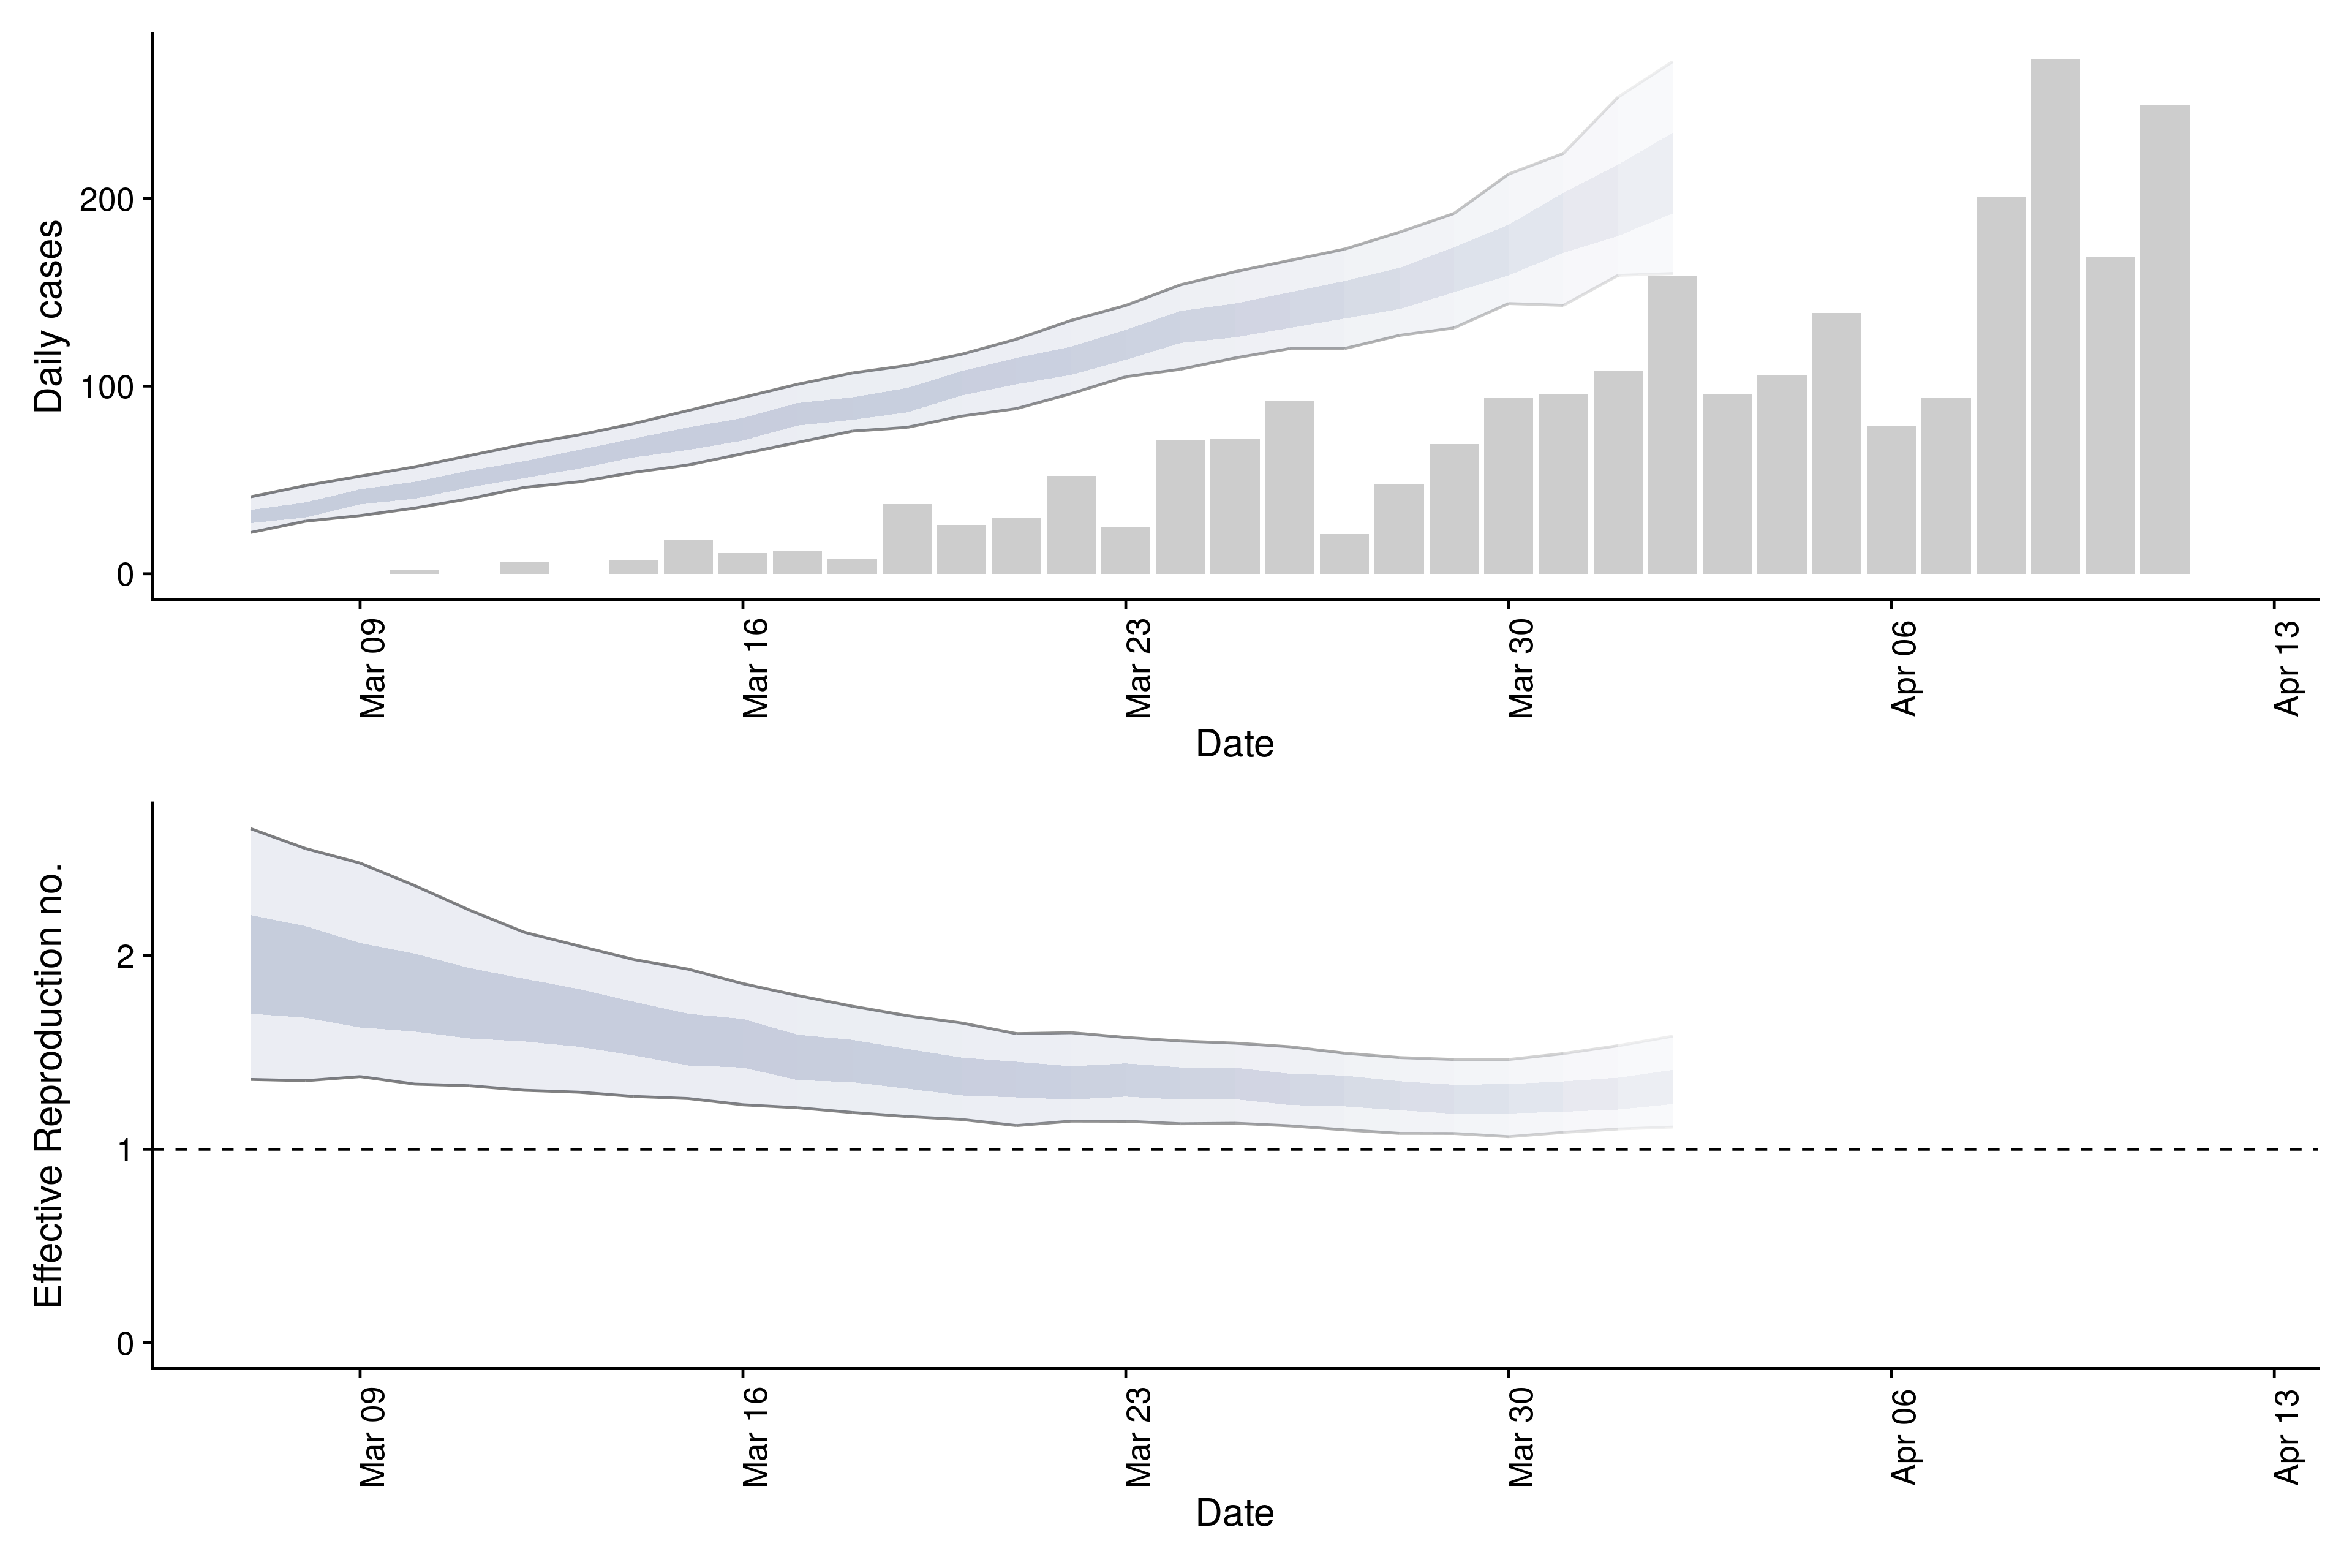 Daily cases
200
100
0
Mar 09
Mar 16
Mar 23
Mar 30
Apr 06
Apr 13
Date
Effective Reproduction no.
2
1
0
Mar 09
Mar 16
Mar 23
Mar 30
Apr 06
Apr 13
Date